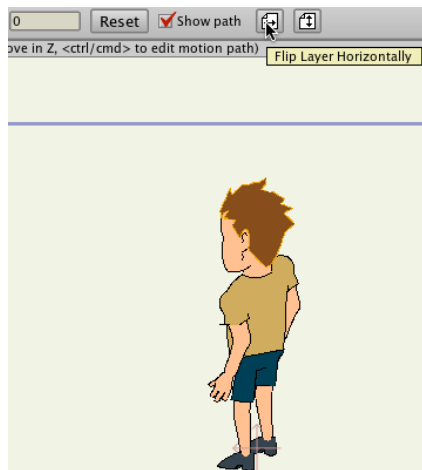 0 Reset Show path
ove in Z, <ctrl/cmd> to edit motion path)
Flip Layer Horizontally